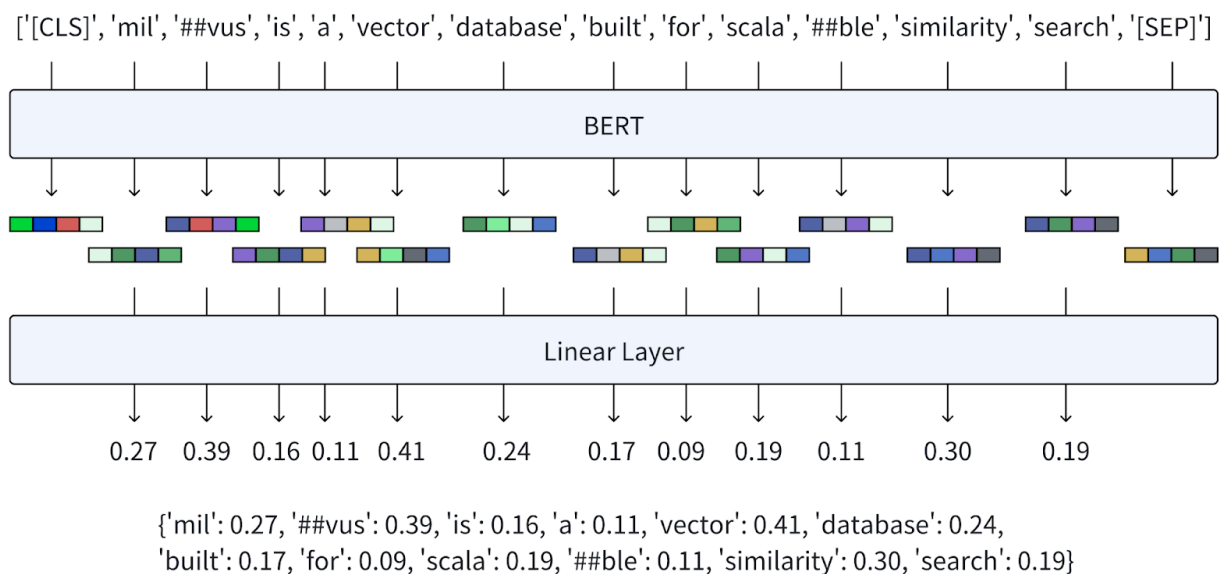 ['[CLS]', 'mil', '##vus', 'is', 'a', 'vector', 'database', 'built', 'for', 'scala', '##ble', 'similarity', 'search', '[SEP]']
BERT
Linear Layer
0.27 0.39 0.16 0.11 0.41 0.24 0.17 0.09 0.19 0.11 0.30 0.19
{'mil': 0.27, '##vus': 0.39, 'is': 0.16, 'a': 0.11, 'vector': 0.41, 'database': 0.24,
'built': 0.17, 'for': 0.09, 'scala': 0.19, '##ble': 0.11, 'similarity': 0.30, 'search': 0.19}